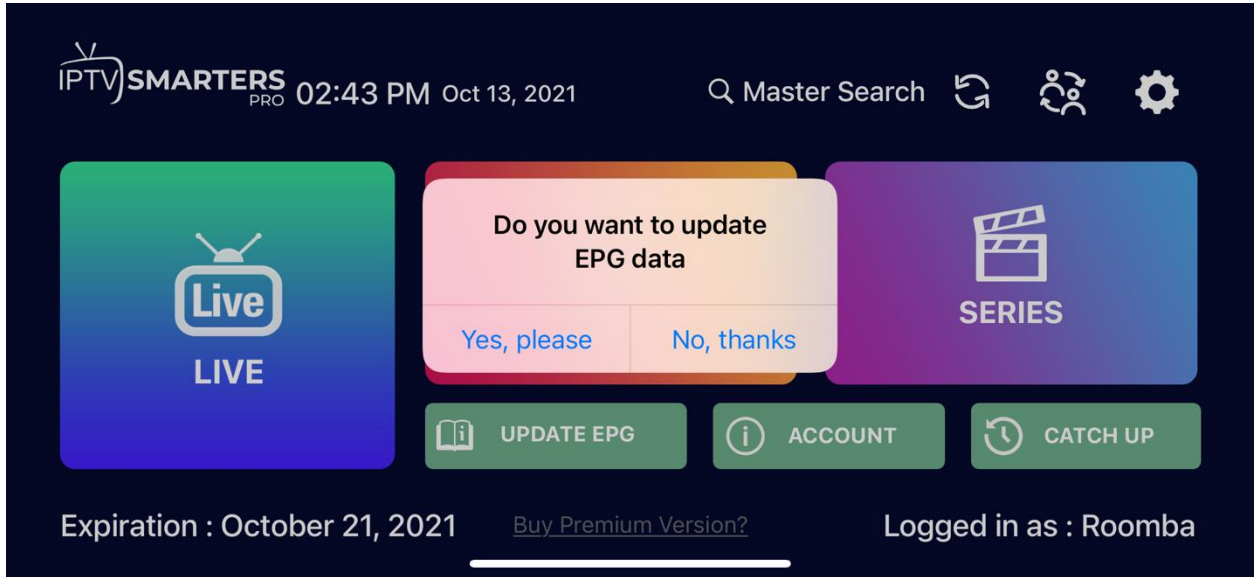 IPTV SMARTERS
PRO
02:43 PM Oct 13, 2021
Master Search
Do you want to update
EPG data
Yes, please
No, thanks
Live
LIVE
SERIES
UPDATE EPG
ACCOUNT
CATCH UP
Expiration : October 21, 2021
Buy Premium Version?
Logged in as : Roomba